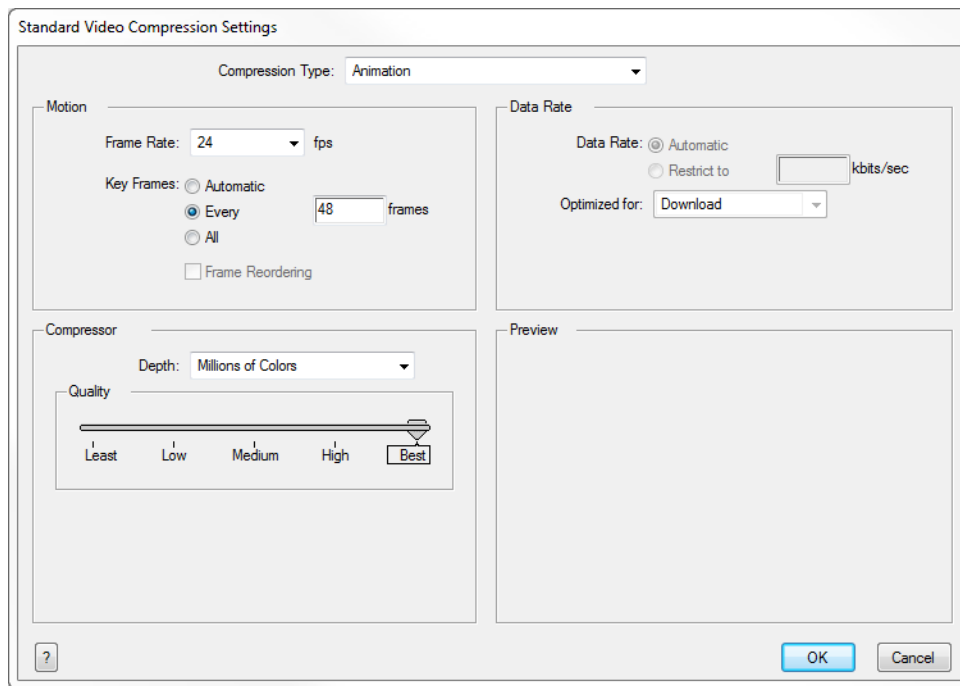 Standard Video Compression Settings
Compression Type: Animation
Motion
Frame Rate: 24 fps
Key Frames: Automatic
Every 48 frames
All
Frame Reordering
Data Rate
Data Rate: Automatic
Restrict to kbits/sec
Optimized for: Download
Compressor
Depth: Millions of Colors
Quality
Least Low Medium High Best
Preview
? OK Cancel